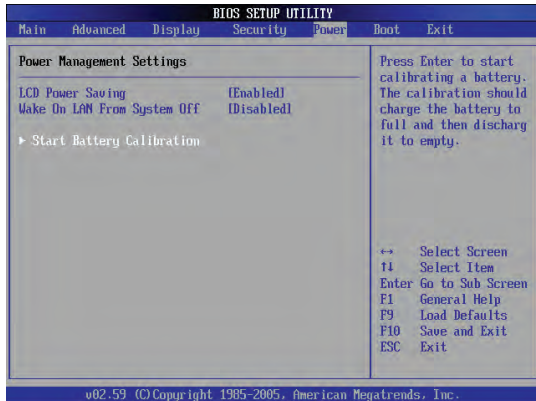 BIOS SETUP UTILITY
Main Advanced Display Security Power Boot Exit
Power Management Settings
LCD Power Saving [Enabled]
Wake On LAN From System Off [Disabled]
▶ Start Battery Calibration
Press Enter to start
calibrating a battery.
The calibration should
charge the battery to
full and then discharg
it to empty.
↔ Select Screen
↑↓ Select Item
Enter Go to Sub Screen
F1 General Help
F9 Load Defaults
F10 Save and Exit
ESC Exit
v02.59 (C)Copyright 1985-2005, American Megatrends, Inc.